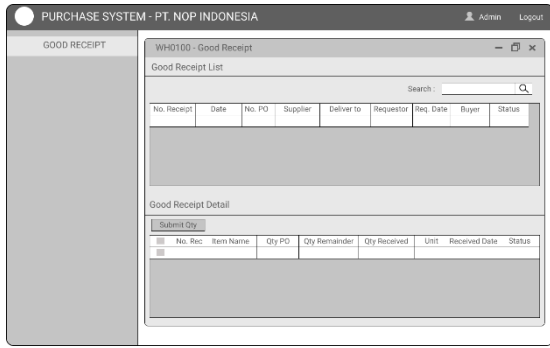 PURCHASE SYSTEM - PT. NOP INDONESIA Admin Logout
GOOD RECEIPT
WH0100 - Good Receipt
Good Receipt List
Search :
No. Receipt Date No. PO Supplier Deliver to Requestor Req. Date Buyer Status
Good Receipt Detail
Submit Qty
No. Rec Item Name Qty PO Qty Remainder Qty Received Unit Received Date Status